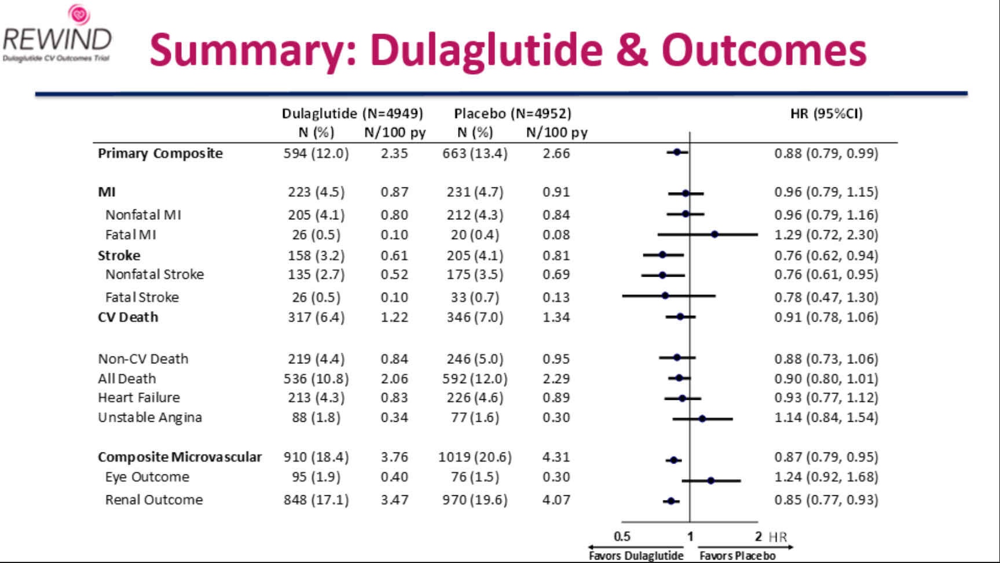 REWIND
Dulaglutide CV Outcomes Trial
Summary: Dulaglutide & Outcomes
Dulaglutide (N=4949) Placebo (N=4952) HR (95%CI)
N (%) N/100 py N (%) N/100 py
Primary Composite 594 (12.0) 2.35 663 (13.4) 2.66 0.88 (0.79, 0.99)
MI 223 (4.5) 0.87 231 (4.7) 0.91 0.96 (0.79, 1.15)
Nonfatal MI 205 (4.1) 0.80 212 (4.3) 0.84 0.96 (0.79, 1.16)
Fatal MI 26 (0.5) 0.10 20 (0.4) 0.08 1.29 (0.72, 2.30)
Stroke 158 (3.2) 0.61 205 (4.1) 0.81 0.76 (0.62, 0.94)
Nonfatal Stroke 135 (2.7) 0.52 175 (3.5) 0.69 0.76 (0.61, 0.95)
Fatal Stroke 26 (0.5) 0.10 33 (0.7) 0.13 0.78 (0.47, 1.30)
CV Death 317 (6.4) 1.22 346 (7.0) 1.34 0.91 (0.78, 1.06)
Non-CV Death 219 (4.4) 0.84 246 (5.0) 0.95 0.88 (0.73, 1.06)
All Death 536 (10.8) 2.06 592 (12.0) 2.29 0.90 (0.80, 1.01)
Heart Failure 213 (4.3) 0.83 226 (4.6) 0.89 0.93 (0.77, 1.12)
Unstable Angina 88 (1.8) 0.34 77 (1.6) 0.30 1.14 (0.84, 1.54)
Composite Microvascular 910 (18.4) 3.76 1019 (20.6) 4.31 0.87 (0.79, 0.95)
Eye Outcome 95 (1.9) 0.40 76 (1.5) 0.30 1.24 (0.92, 1.68)
Renal Outcome 848 (17.1) 3.47 970 (19.6) 4.07 0.85 (0.77, 0.93)
0.5 1 2 HR
Favors Dulaglutide Favors Placebo